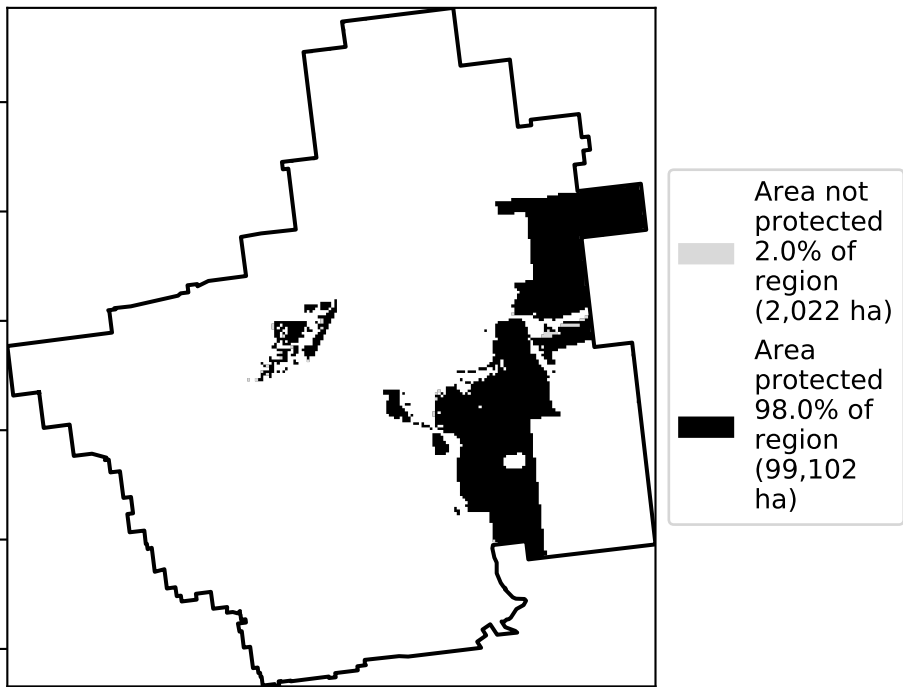 Area not
protected
2.0% of
region
(2,022 ha)
Area
protected
98.0% of
region
(99,102
ha)